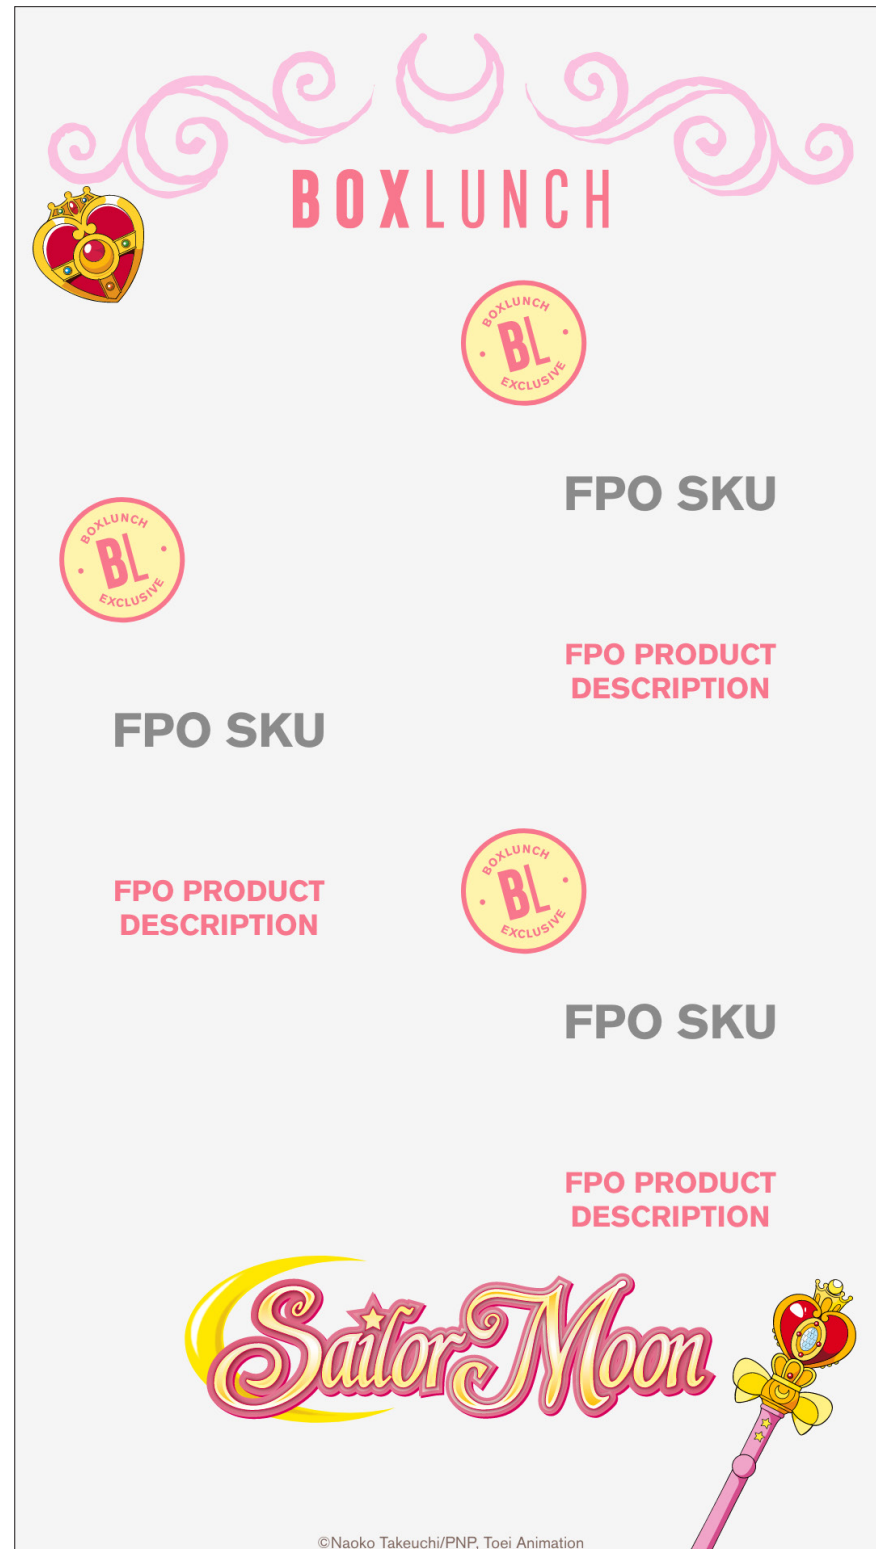 BOXLUNCH
BOXLUNCH
BL
EXCLUSIVE
FPO SKU
FPO PRODUCT
DESCRIPTION
BOXLUNCH
BL
EXCLUSIVE
FPO SKU
FPO PRODUCT
DESCRIPTION
BOXLUNCH
BL
EXCLUSIVE
FPO SKU
FPO PRODUCT
DESCRIPTION
Sailor Moon
©Naoko Takeuchi/PNP, Toei Animation